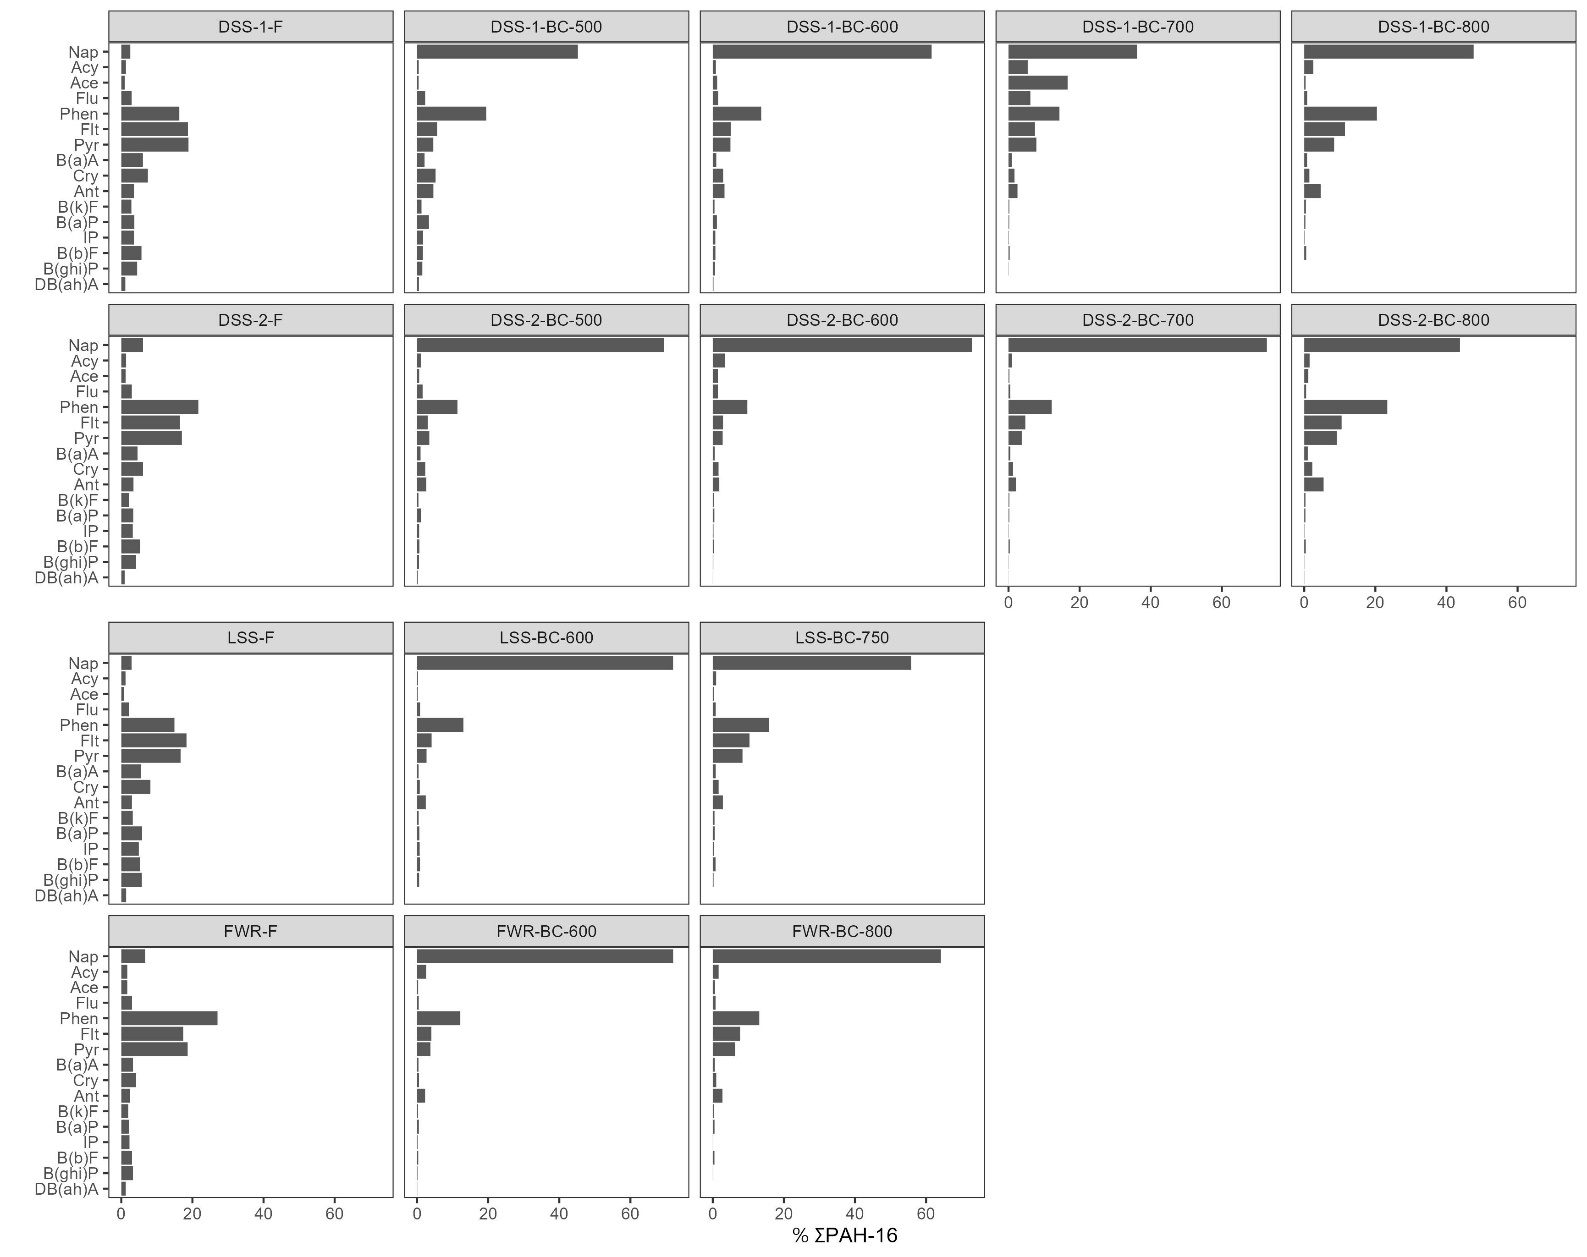 DSS-1-F DSS-1-BC-500 DSS-1-BC-600 DSS-1-BC-700 DSS-1-BC-800
Nap
Acy
Ace
Flu
Phen
Flt
Pyr
B(a)A
Cry
Ant
B(k)F
B(a)P
IP
B(b)F
B(ghi)P
DB(ah)A
DSS-2-F DSS-2-BC-500 DSS-2-BC-600 DSS-2-BC-700 DSS-2-BC-800
Nap
Acy
Ace
Flu
Phen
Flt
Pyr
B(a)A
Cry
Ant
B(k)F
B(a)P
IP
B(b)F
B(ghi)P
DB(ah)A
0 20 40 60 0 20 40 60
LSS-F LSS-BC-600 LSS-BC-750
Nap
Acy
Ace
Flu
Phen
Flt
Pyr
B(a)A
Cry
Ant
B(k)F
B(a)P
IP
B(b)F
B(ghi)P
DB(ah)A
FWR-F FWR-BC-600 FWR-BC-800
Nap
Acy
Ace
Flu
Phen
Flt
Pyr
B(a)A
Cry
Ant
B(k)F
B(a)P
IP
B(b)F
B(ghi)P
DB(ah)A
0 20 40 60 0 20 40 60 0 20 40 60
% ΣPAH-16